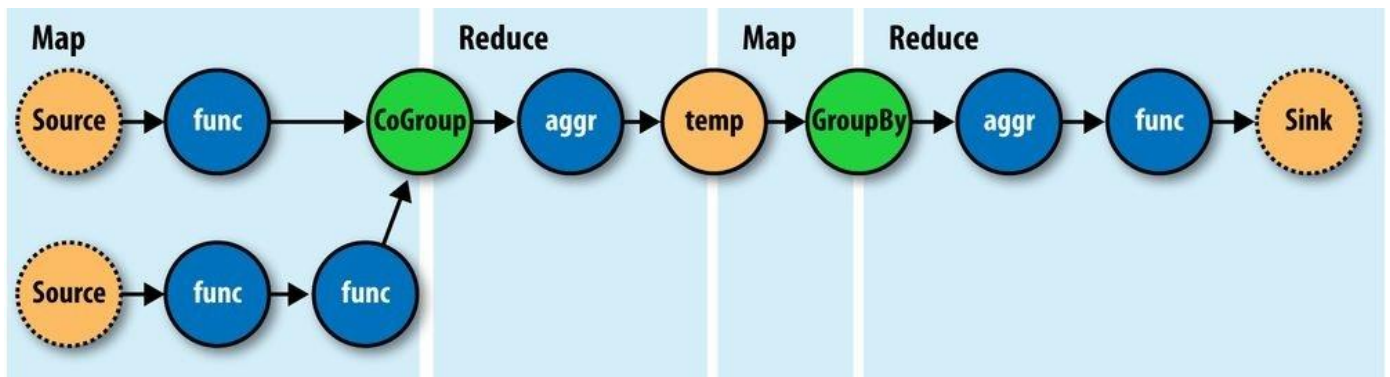 Map
Reduce
Map
Reduce
Source
func
CoGroup
aggr
temp
GroupBy
aggr
func
Sink
Source
func
func